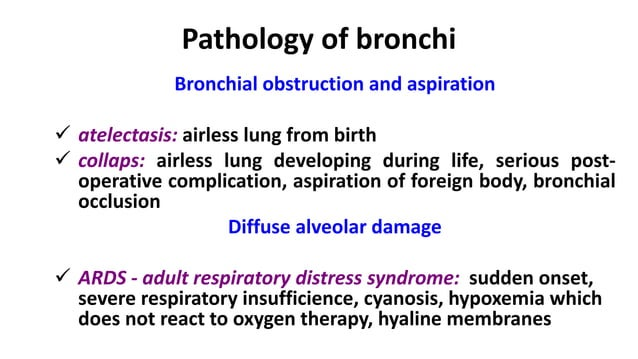 Pathology of bronchi
Bronchial obstruction and aspiration
✓ atelectasis: airless lung from birth
✓ collaps: airless lung developing during life, serious post-
operative complication, aspiration of foreign body, bronchial
occlusion
Diffuse alveolar damage
✓ ARDS - adult respiratory distress syndrome: sudden onset,
severe respiratory insufficience, cyanosis, hypoxemia which
does not react to oxygen therapy, hyaline membranes